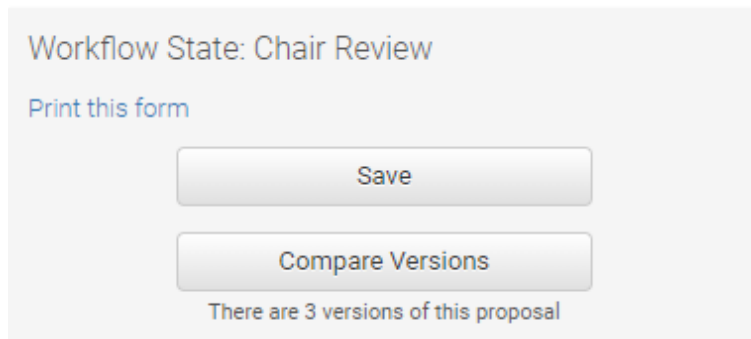 Workflow State: Chair Review
Print this form
Save
Compare Versions
There are 3 versions of this proposal